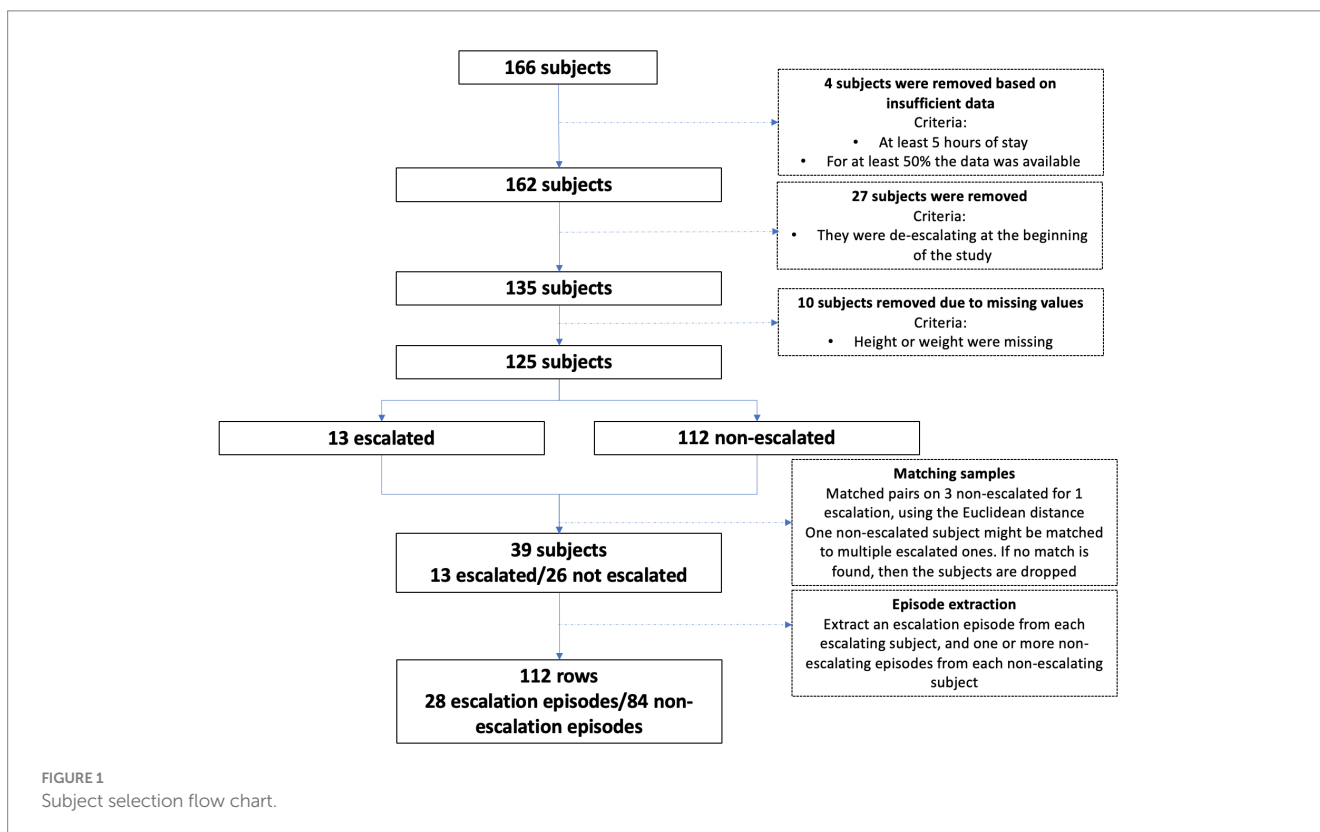 166 subjects
4 subjects were removed based on
insufficient data
Criteria:
• At least 5 hours of stay
• For at least 50% the data was available
162 subjects
27 subjects were removed
Criteria:
• They were de-escalating at the beginning
of the study
135 subjects
10 subjects removed due to missing values
Criteria:
• Height or weight were missing
125 subjects
13 escalated
112 non-escalated
Matching samples
Matched pairs on 3 non-escalated for 1
escalation, using the Euclidean distance
One non-escalated subject might be matched
to multiple escalated ones. If no match is
found, then the subjects are dropped
39 subjects
13 escalated/26 not escalated
Episode extraction
Extract an escalation episode from each
escalating subject, and one or more non-
escalating episodes from each non-escalating
subject
112 rows
28 escalation episodes/84 non-
escalation episodes
FIGURE 1
Subject selection flow chart.